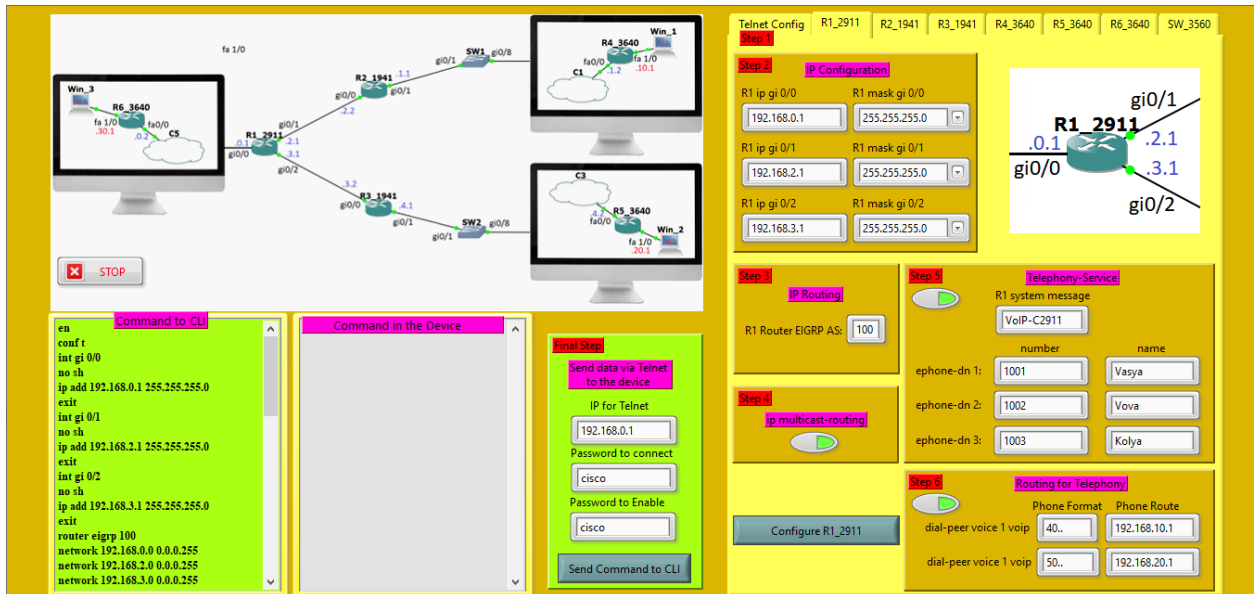 fa 1/0
Win_3
R6_3640
fa 1/0
.30.1
fa0/0
.0.2
C5
R1_2911
.0.1
gi0/0
gi0/1
.2.1
.3.1
gi0/2
R2_1941
.1.1
gi0/0
gi0/1
.2.2
SW1
gi0/1
gi0/8
Win_1
R4_3640
fa0/0
fa 1/0
.1.2
.10.1
C1
.3.2
R3_1941
gi0/0
.4.1
gi0/1
SW2
gi0/8
gi0/1
C3
.4.2
R5_3640
fa0/0
Win_2
fa 1/0
.20.1
STOP
Command to CLI
en
conf t
int gi 0/0
no sh
ip add 192.168.0.1 255.255.255.0
exit
int gi 0/1
no sh
ip add 192.168.2.1 255.255.255.0
exit
int gi 0/2
no sh
ip add 192.168.3.1 255.255.255.0
exit
router eigrp 100
network 192.168.0.0 0.0.0.255
network 192.168.2.0 0.0.0.255
network 192.168.3.0 0.0.0.255
Command in the Device
Final Step
Send data via Telnet
to the device
IP for Telnet
192.168.0.1
Password to connect
cisco
Password to Enable
cisco
Send Command to CLI
Telnet Config R1_2911 R2_1941 R3_1941 R4_3640 R5_3640 R6_3640 SW_3560
Step 1
Step 2
IP Configuration
R1 ip gi 0/0 R1 mask gi 0/0
192.168.0.1 255.255.255.0
R1 ip gi 0/1 R1 mask gi 0/1
192.168.2.1 255.255.255.0
R1 ip gi 0/2 R1 mask gi 0/2
192.168.3.1 255.255.255.0
gi0/1
R1_2911
.0.1
.2.1
gi0/0
.3.1
gi0/2
Step 3
IP Routing
R1 Router EIGRP AS: 100
Step 4
ip multicast-routing
Configure R1_2911
Step 5
Telephony-Service
R1 system message
VoIP-C2911
number name
ephone-dn 1: 1001 Vasya
ephone-dn 2: 1002 Vova
ephone-dn 3: 1003 Kolya
Step 6
Routing for Telephony
Phone Format Phone Route
dial-peer voice 1 voip 40.. 192.168.10.1
dial-peer voice 1 voip 50.. 192.168.20.1